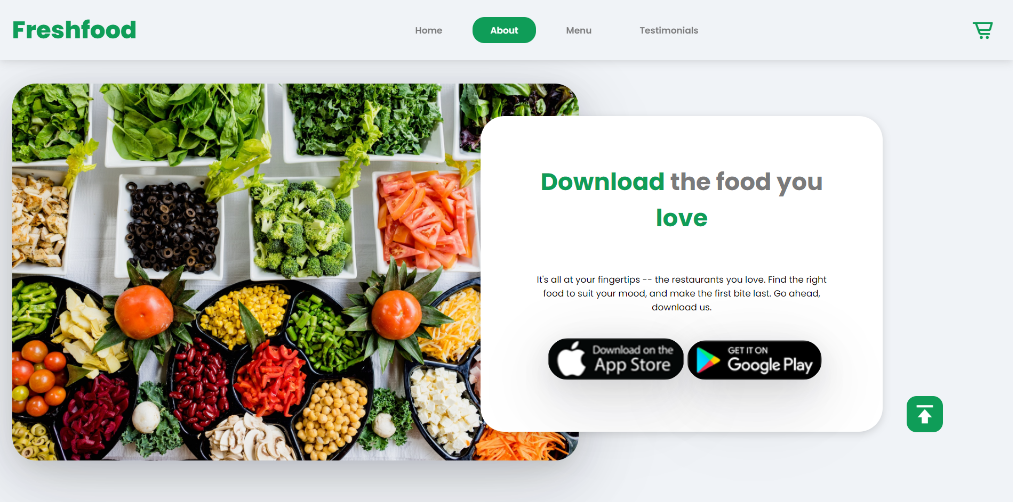 Freshfood
Home
About
Menu
Testimonials
Download the food you
love
It's all at your fingertips -- the restaurants you love. Find the right
food to suit your mood, and make the first bite last. Go ahead,
download us.
Download on the
App Store
GET IT ON
Google Play